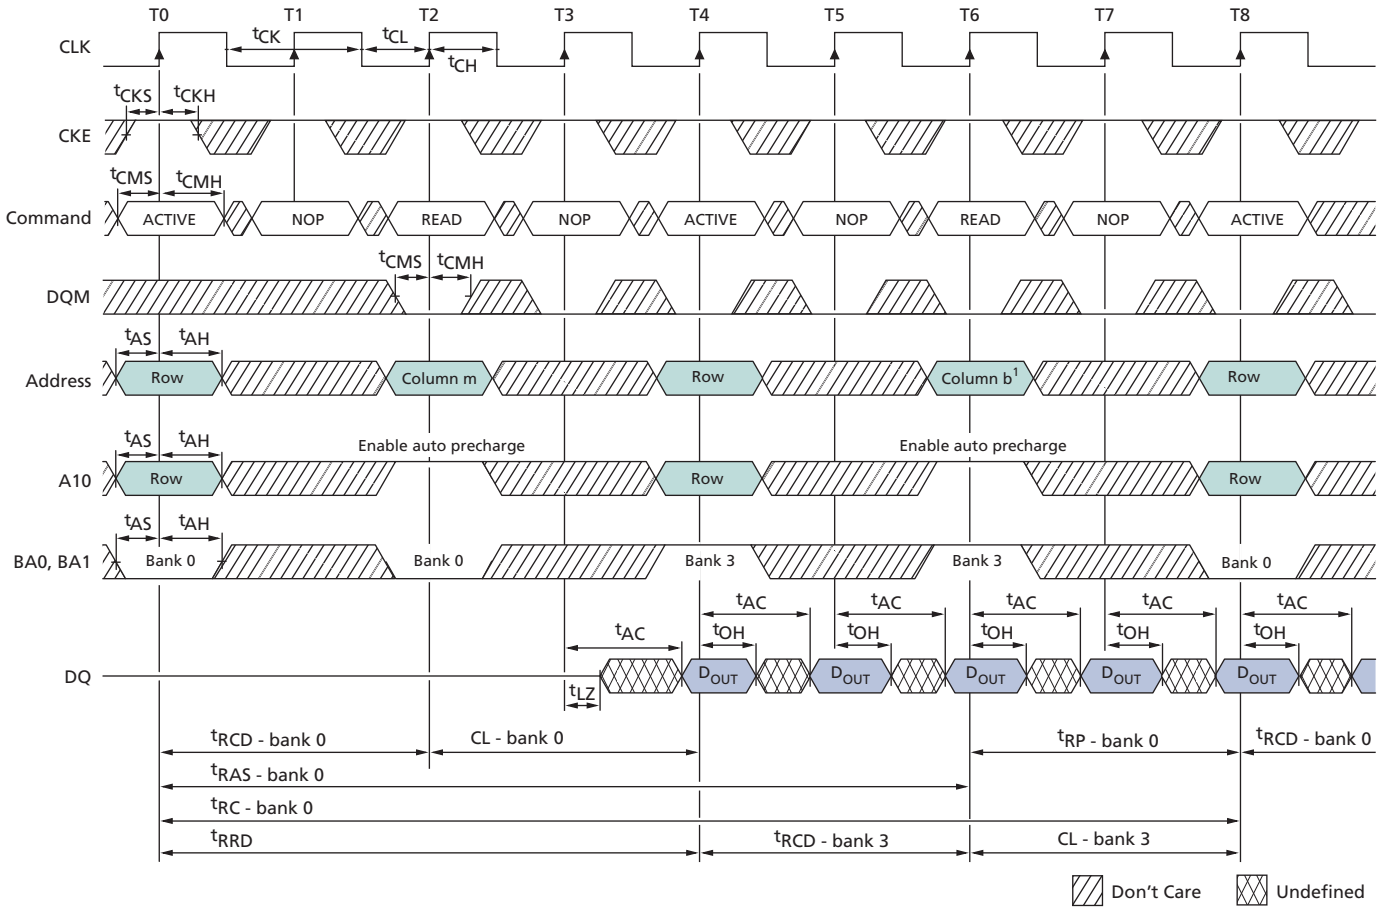 T0 T1 T2 T3 T4 T5 T6 T7 T8
CLK tCK tCL tCH
tCKS tCKH
CKE
tCMS tCMH
Command ACTIVE NOP READ NOP ACTIVE NOP READ NOP ACTIVE
tCMS tCMH
DQM
tAS tAH
Address Row Column m Row Column b1 Row
tAS tAH Enable auto precharge Enable auto precharge
A10 Row Row Row
tAS tAH
BA0, BA1 Bank 0 Bank 0 Bank 3 Bank 3 Bank 0
tAC tAC tAC tAC tAC
tAC tOH tOH tOH tOH tOH
DQ DOUT DOUT DOUT DOUT DOUT
tLZ
tRCD - bank 0 CL - bank 0 tRP - bank 0 tRCD - bank 0
tRAS - bank 0
tRC - bank 0
tRRD tRCD - bank 3 CL - bank 3
Don't Care Undefined